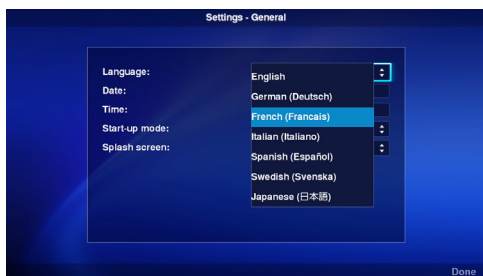 Settings - General
Language:
Date:
Time:
Start-up mode:
Splash screen:
English
German (Deutsch)
French (Francais)
Italian (Italiano)
Spanish (Español)
Swedish (Svenska)
Japanese (日本語)
Done